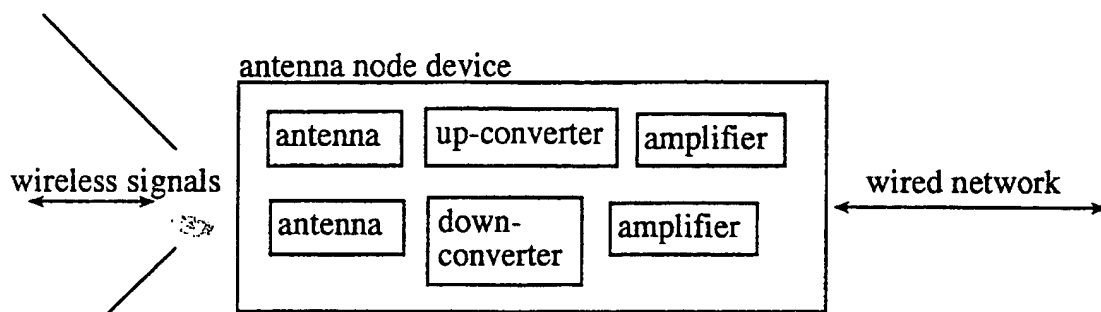 antenna node device
antenna
up-converter
amplifier
wireless signals
wired network
antenna
down-
converter
amplifier